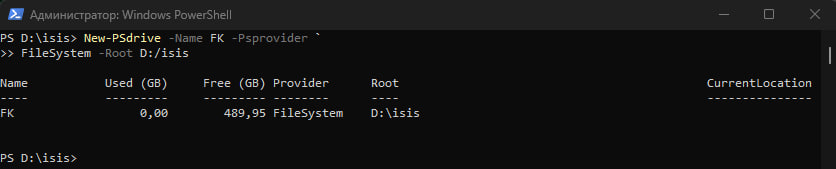 Администратор: Windows PowerShell
PS D:\isis> New-PSdrive -Name FK -Psprovider `
>> FileSystem -Root D:/isis
Name Used (GB) Free (GB) Provider Root CurrentLocation
---- --------- --------- -------- ---- ---------------
FK 0,00 489,95 FileSystem D:\isis
PS D:\isis>